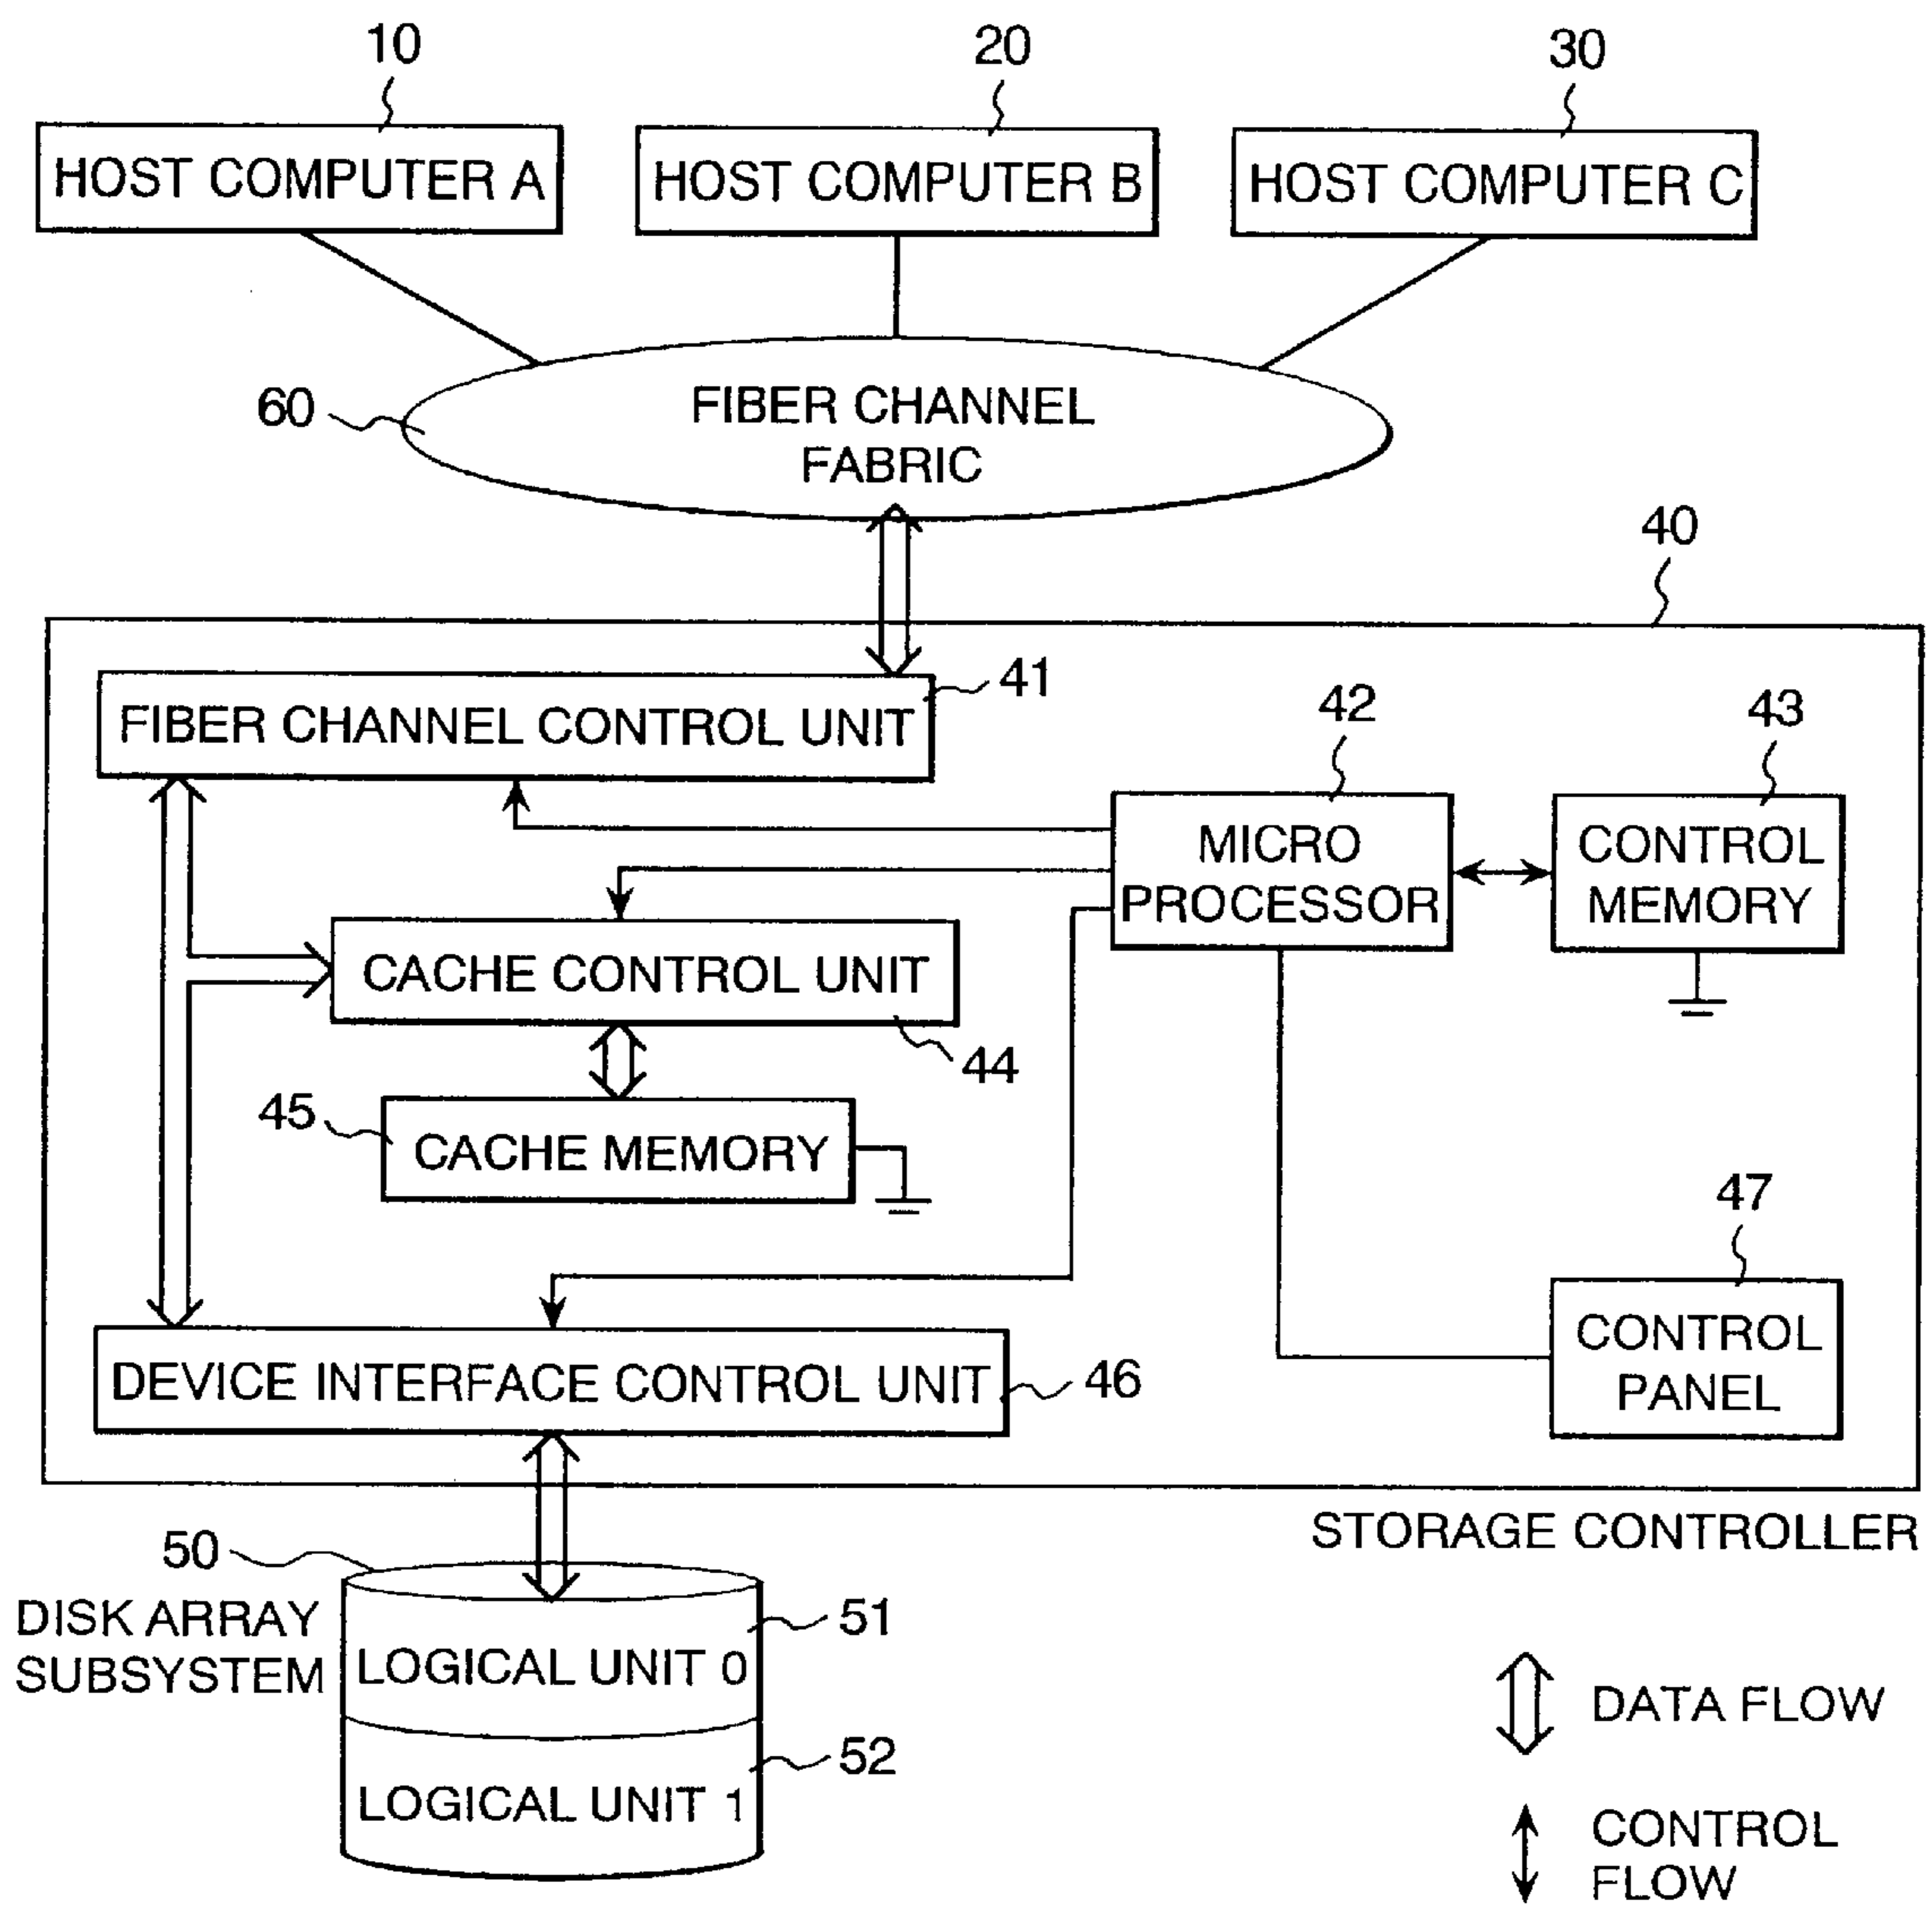 10
20
30
HOST COMPUTER A
HOST COMPUTER B
HOST COMPUTER C
60
FIBER CHANNEL
FABRIC
40
41
FIBER CHANNEL CONTROL UNIT
42
43
MICRO
PROCESSOR
CONTROL
MEMORY
CACHE CONTROL UNIT
44
45
CACHE MEMORY
47
CONTROL
PANEL
DEVICE INTERFACE CONTROL UNIT
46
STORAGE CONTROLLER
50
DISK ARRAY
SUBSYSTEM
51
LOGICAL UNIT 0
52
LOGICAL UNIT 1
DATA FLOW
CONTROL
FLOW